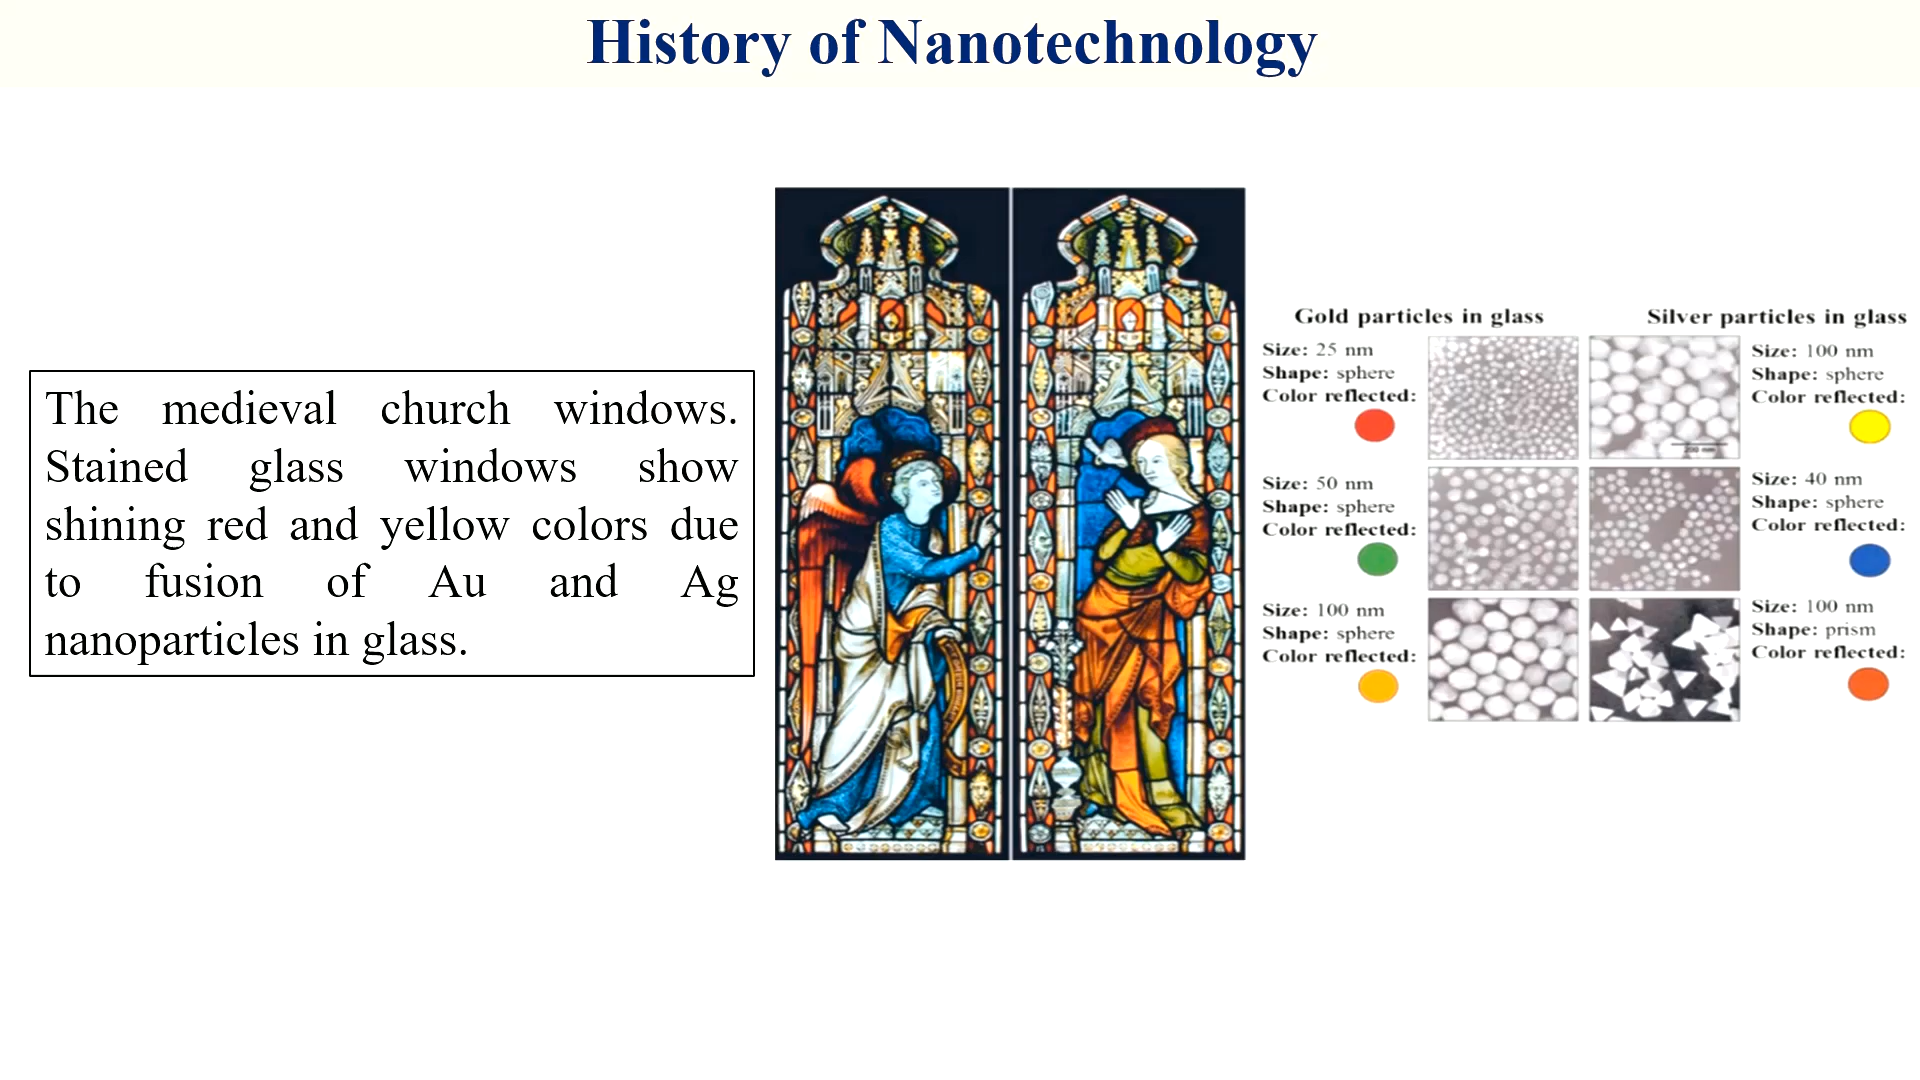 History of Nanotechnology
The medieval church windows.
Stained glass windows show
shining red and yellow colors due
to fusion of Au and Ag
nanoparticles in glass.
Gold particles in glass
Size: 25 nm
Shape: sphere
Color reflected:
Size: 50 nm
Shape: sphere
Color reflected:
Size: 100 nm
Shape: sphere
Color reflected:
Silver particles in glass
Size: 100 nm
Shape: sphere
Color reflected:
200 nm
Size: 40 nm
Shape: sphere
Color reflected:
Size: 100 nm
Shape: prism
Color reflected: